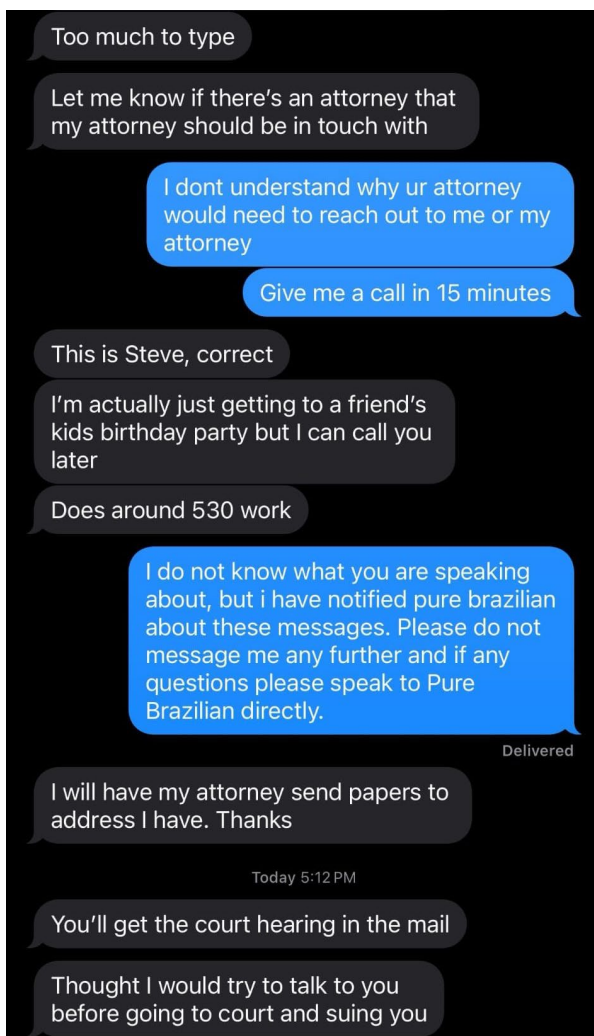 Too much to type
Let me know if there’s an attorney that
my attorney should be in touch with
I dont understand why ur attorney
would need to reach out to me or my
attorney
Give me a call in 15 minutes
This is Steve, correct
I’m actually just getting to a friend’s
kids birthday party but I can call you
later
Does around 530 work
I do not know what you are speaking
about, but i have notified pure brazilian
about these messages. Please do not
message me any further and if any
questions please speak to Pure
Brazilian directly.
Delivered
I will have my attorney send papers to
address I have. Thanks
Today 5:12 PM
You’ll get the court hearing in the mail
Thought I would try to talk to you
before going to court and suing you